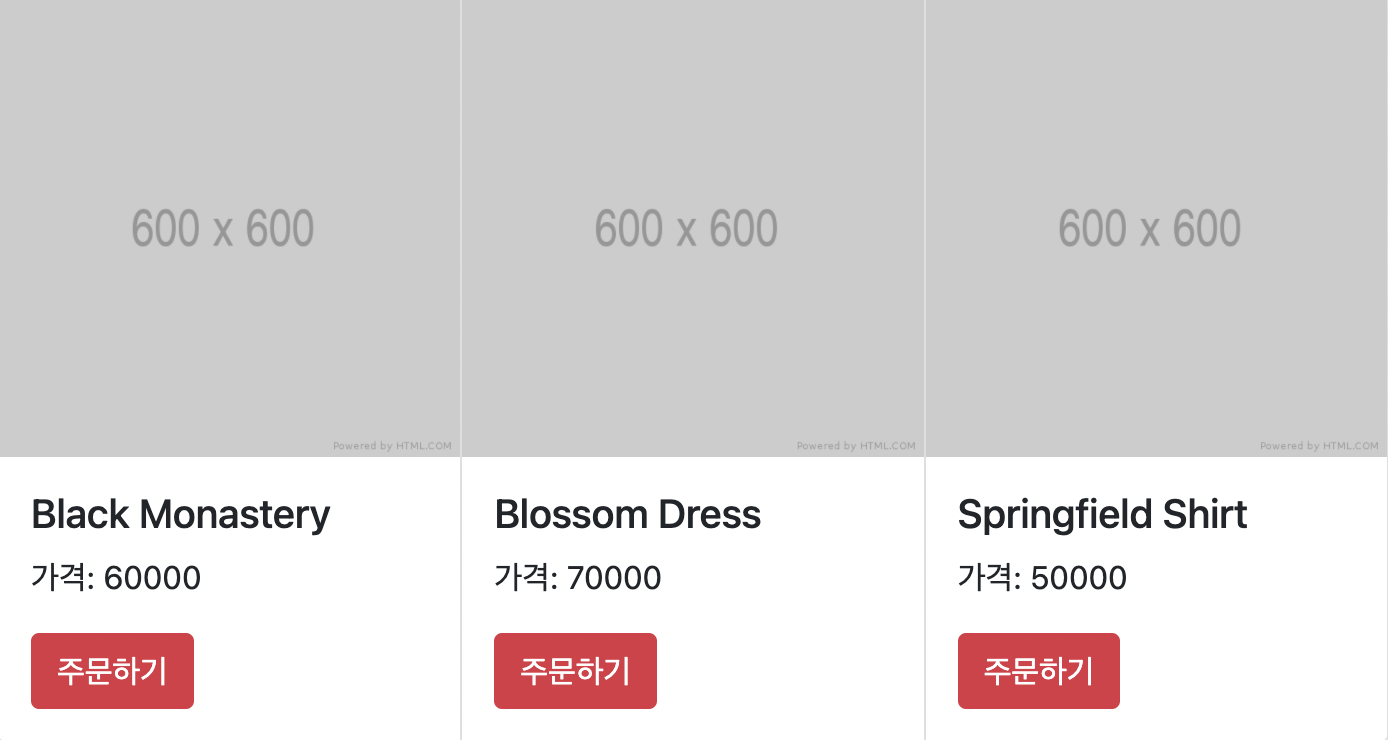 600 x 600
Powered by HTML.COM
Black Monastery
가격: 60000
주문하기
600 x 600
Powered by HTML.COM
Blossom Dress
가격: 70000
주문하기
600 x 600
Powered by HTML.COM
Springfield Shirt
가격: 50000
주문하기